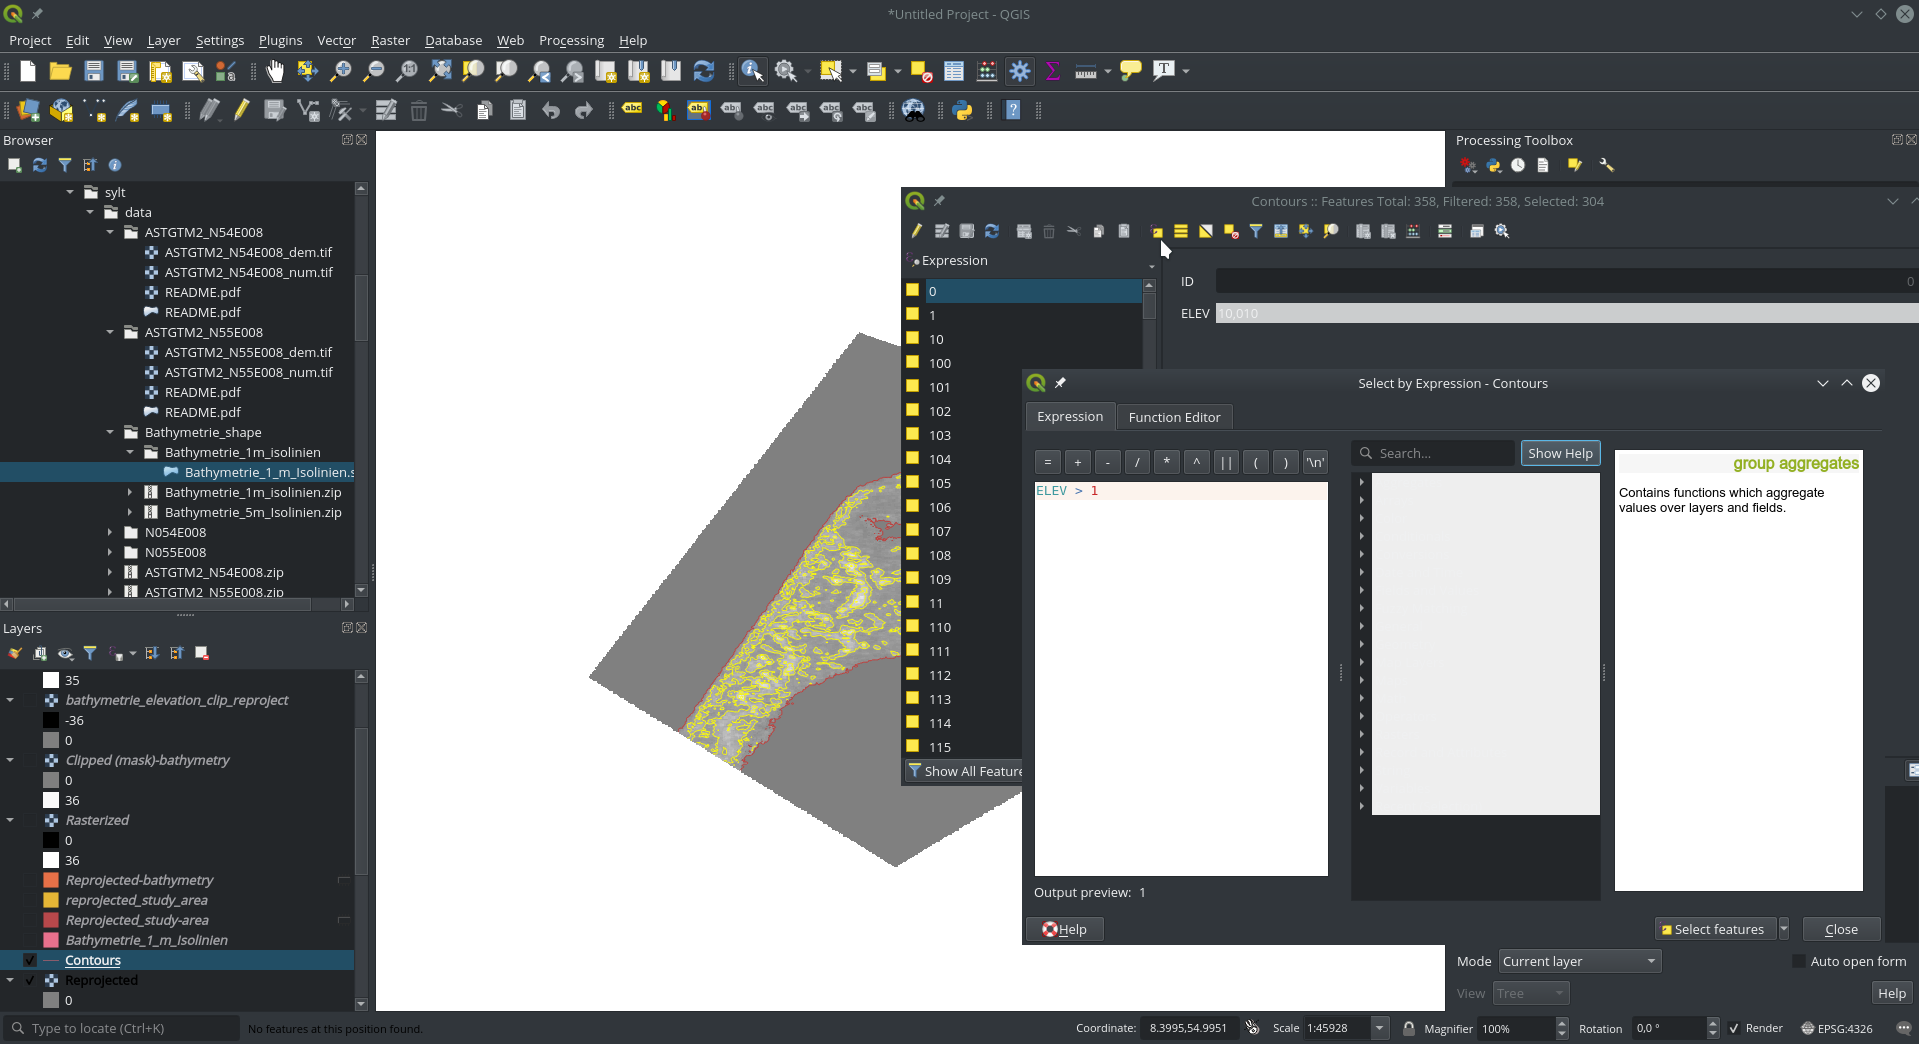 *Untitled Project - QGIS
Project Edit View Layer Settings Plugins Vector Raster Database Web Processing Help
Browser
sylt
data
ASTGTM2_N54E008
ASTGTM2_N54E008_dem.tif
ASTGTM2_N54E008_num.tif
README.pdf
README.pdf
ASTGTM2_N55E008
ASTGTM2_N55E008_dem.tif
ASTGTM2_N55E008_num.tif
README.pdf
README.pdf
Bathymetrie_shape
Bathymetrie_1m_isolinien
Bathymetrie_1_m_Isolinien.s
Bathymetrie_1m_isolinien.zip
Bathymetrie_5m_Isolinien.zip
N054E008
N055E008
ASTGTM2_N54E008.zip
ASTGTM2_N55E008.zip
Layers
35
bathymetrie_elevation_clip_reproject
-36
0
Clipped (mask)-bathymetry
0
36
Rasterized
0
36
Reprojected-bathymetry
reprojected_study_area
Reprojected_study-area
Bathymetrie_1_m_Isolinien
Contours
Reprojected
0
Processing Toolbox
Contours :: Features Total: 358, Filtered: 358, Selected: 304
Expression
0
1
10
100
101
102
103
104
105
106
107
108
109
11
110
111
112
113
114
115
Show All Feature
ID 0
ELEV 10,010
Select by Expression - Contours
Expression Function Editor
= + - / * ^ || ( ) '\n'
ELEV > 1
Output preview: 1
Search... Show Help
group aggregates
Contains functions which aggregate
values over layers and fields.
Help Select features Close
Mode Current layer Auto open form
View Tree Help
Type to locate (Ctrl+K) No features at this position found. Coordinate: 8.3995,54.9951 Scale 1:45928 Magnifier 100% Rotation 0,0 ° Render EPSG:4326